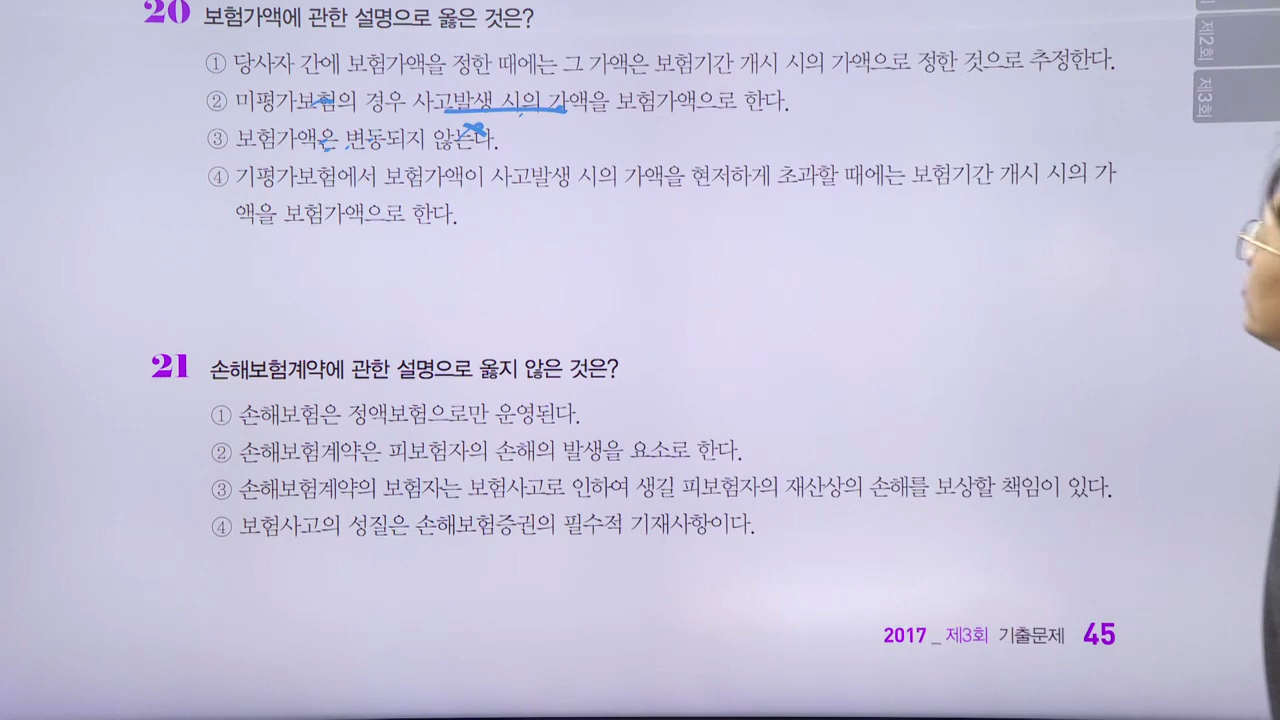 20 보험가액에 관한 설명으로 옳은 것은?
① 당사자 간에 보험가액을 정한 때에는 그 가액은 보험기간 개시 시의 가액으로 정한 것으로 추정한다.
② 미평가보험의 경우 사고발생 시의 가액을 보험가액으로 한다.
③ 보험가액은 변동되지 않는다.
④ 기평가보험에서 보험가액이 사고발생 시의 가액을 현저하게 초과할 때에는 보험기간 개시 시의 가
액을 보험가액으로 한다.
21 손해보험계약에 관한 설명으로 옳지 않은 것은?
① 손해보험은 정액보험으로만 운영된다.
② 손해보험계약은 피보험자의 손해의 발생을 요소로 한다.
③ 손해보험계약의 보험자는 보험사고로 인하여 생길 피보험자의 재산상의 손해를 보상할 책임이 있다.
④ 보험사고의 성질은 손해보험증권의 필수적 기재사항이다.
2017 _ 제3회 기출문제 45
제2회
제3회